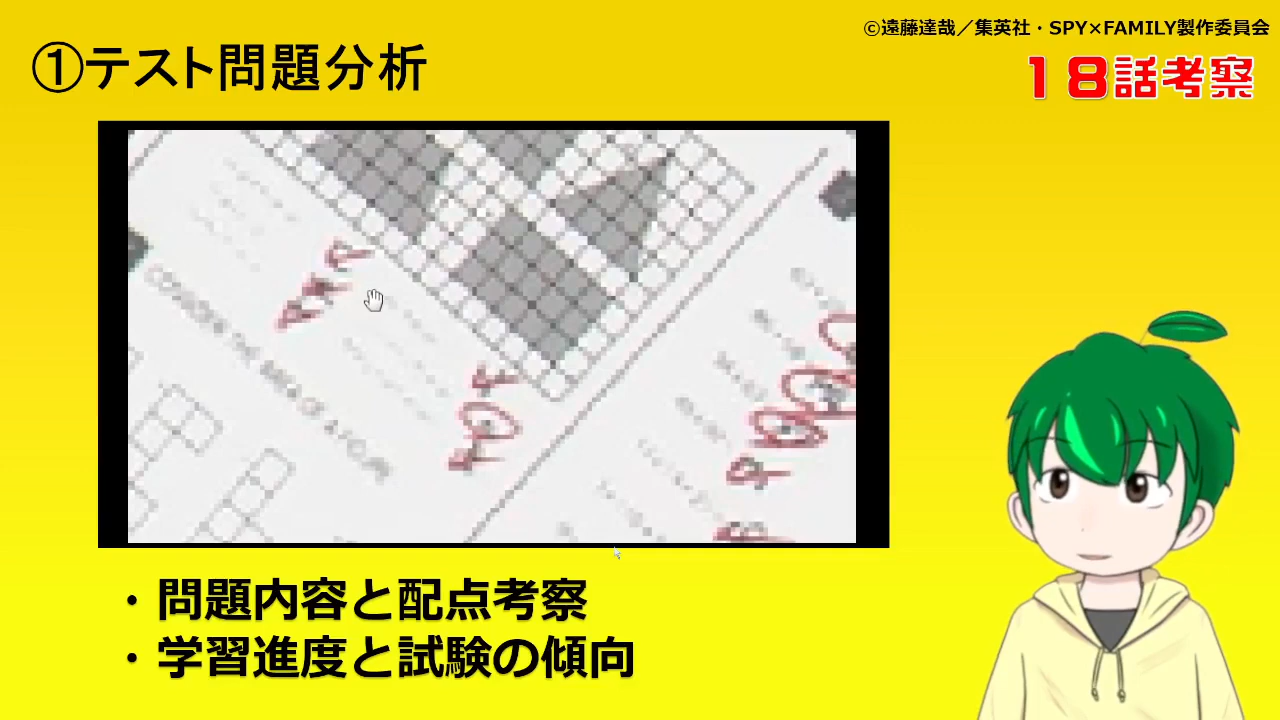 ©遠藤達哉／集英社・SPY×FAMILY製作委員会
①テスト問題分析
１８話考察
・問題内容と配点考察
・学習進度と試験の傾向